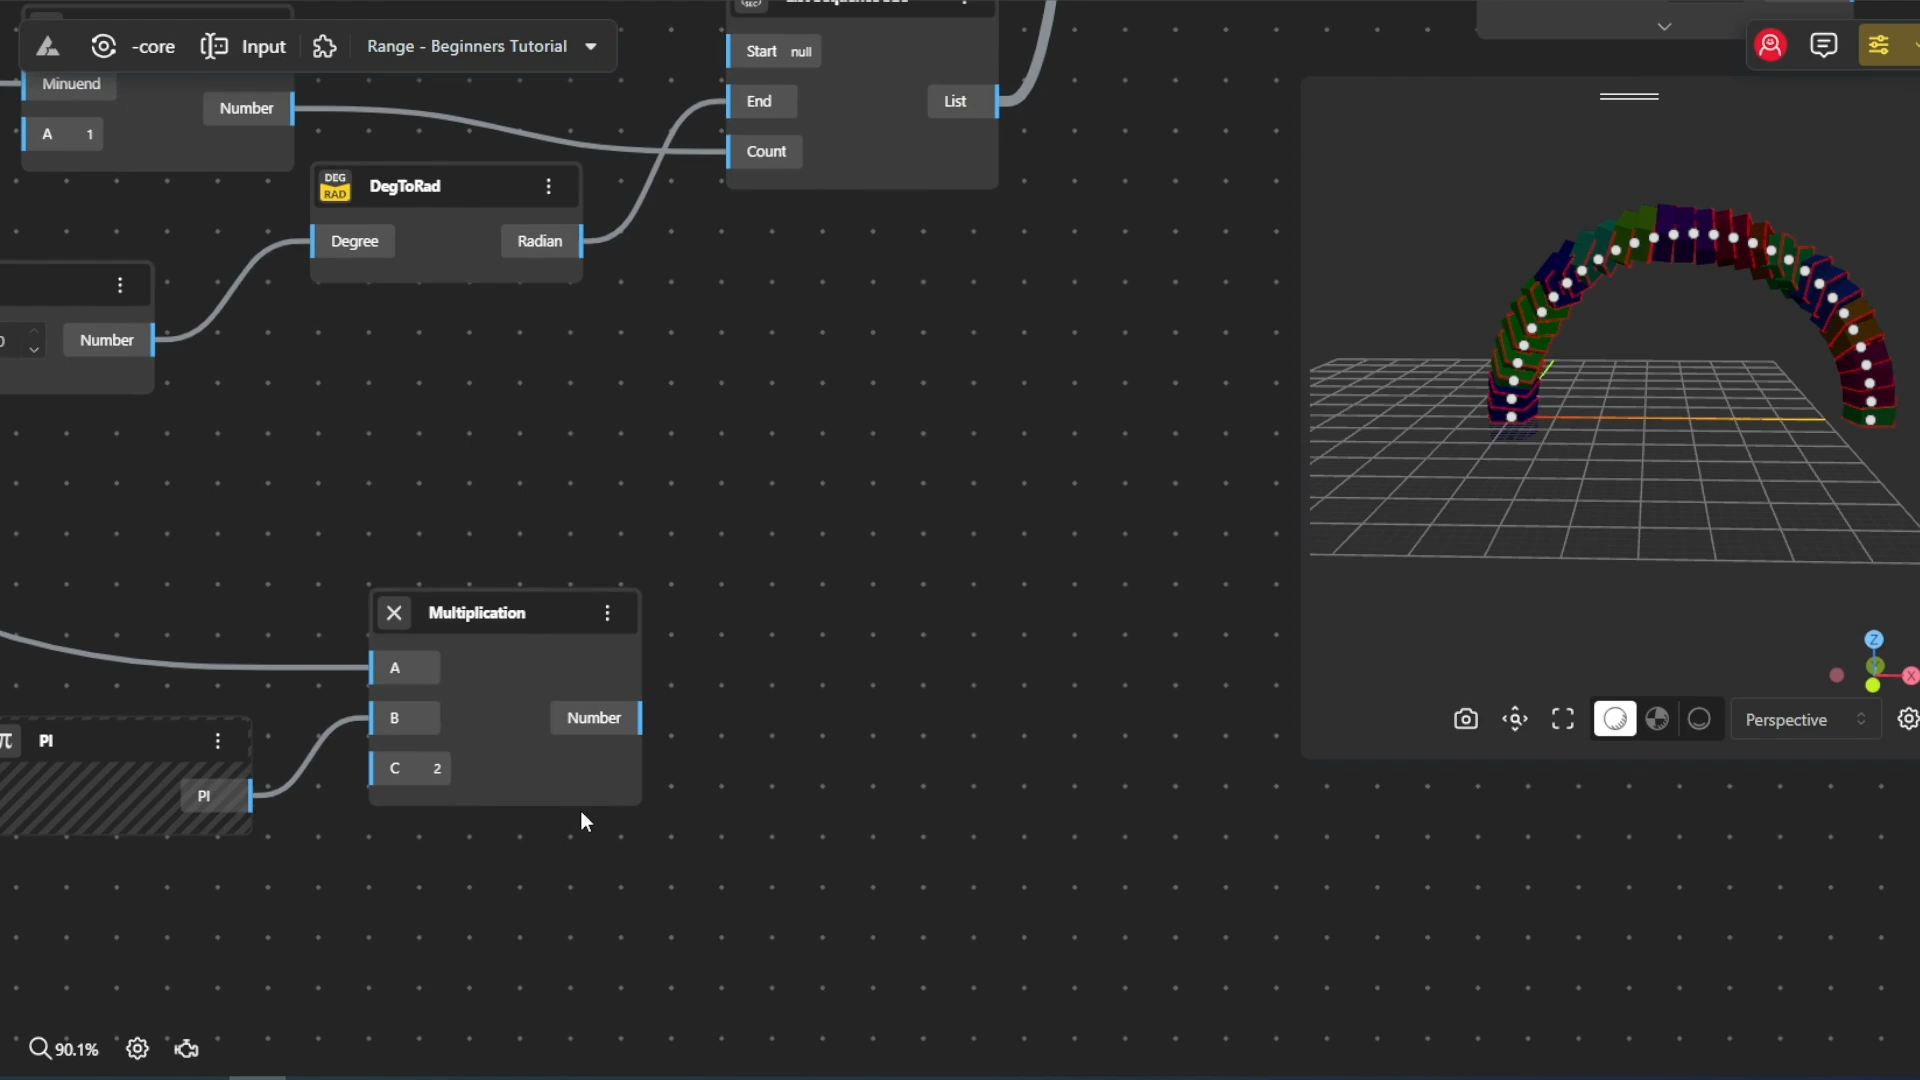 -core
Input
Range - Beginners Tutorial
SEC
Start null
End
Count
List
Minuend
Number
A 1
DEG
RAD
DegToRad
Degree
Radian
Number
Multiplication
A
B
Number
C 2
π
PI
PI
Z
X
Perspective
90.1%